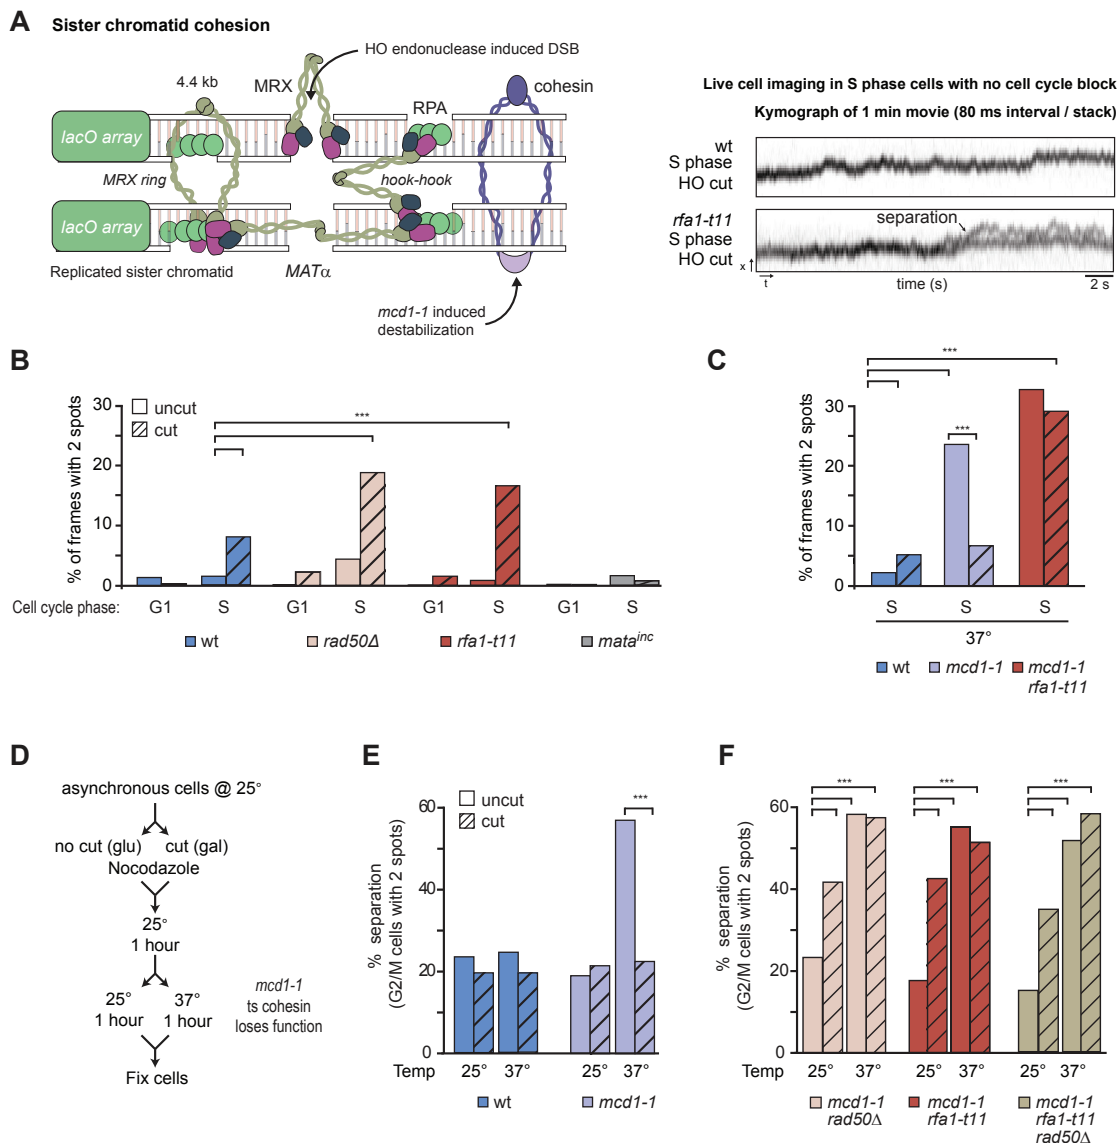 A Sister chromatid cohesion
HO endonuclease induced DSB
4.4 kb
MRX
cohesin
RPA
lacO array
MRX ring
hook-hook
lacO array
Replicated sister chromatid
MATα
mcd1-1 induced
destabilization
Live cell imaging in S phase cells with no cell cycle block
Kymograph of 1 min movie (80 ms interval / stack)
wt
S phase
HO cut
rfa1-t11
S phase
HO cut
separation
x
t
time (s)
2 s
B
% of frames with 2 spots
30
20
10
0
uncut
cut
***
Cell cycle phase: G1 S G1 S G1 S G1 S
wt rad50Δ rfa1-t11 mata^inc
C
% of frames with 2 spots
30
20
10
0
***
***
S S S
37°
wt mcd1-1 mcd1-1
rfa1-t11
D
asynchronous cells @ 25°
no cut (glu) cut (gal)
Nocodazole
25°
1 hour
25° 37°
1 hour 1 hour
mcd1-1
ts cohesin
loses function
Fix cells
E
% separation
(G2/M cells with 2 spots)
60
40
20
0
uncut
cut
***
Temp 25° 37° 25° 37°
wt mcd1-1
F
% separation
(G2/M cells with 2 spots)
60
40
20
0
*** *** ***
Temp 25° 37° 25° 37° 25° 37°
mcd1-1
rad50Δ
mcd1-1
rfa1-t11
mcd1-1
rfa1-t11
rad50Δ